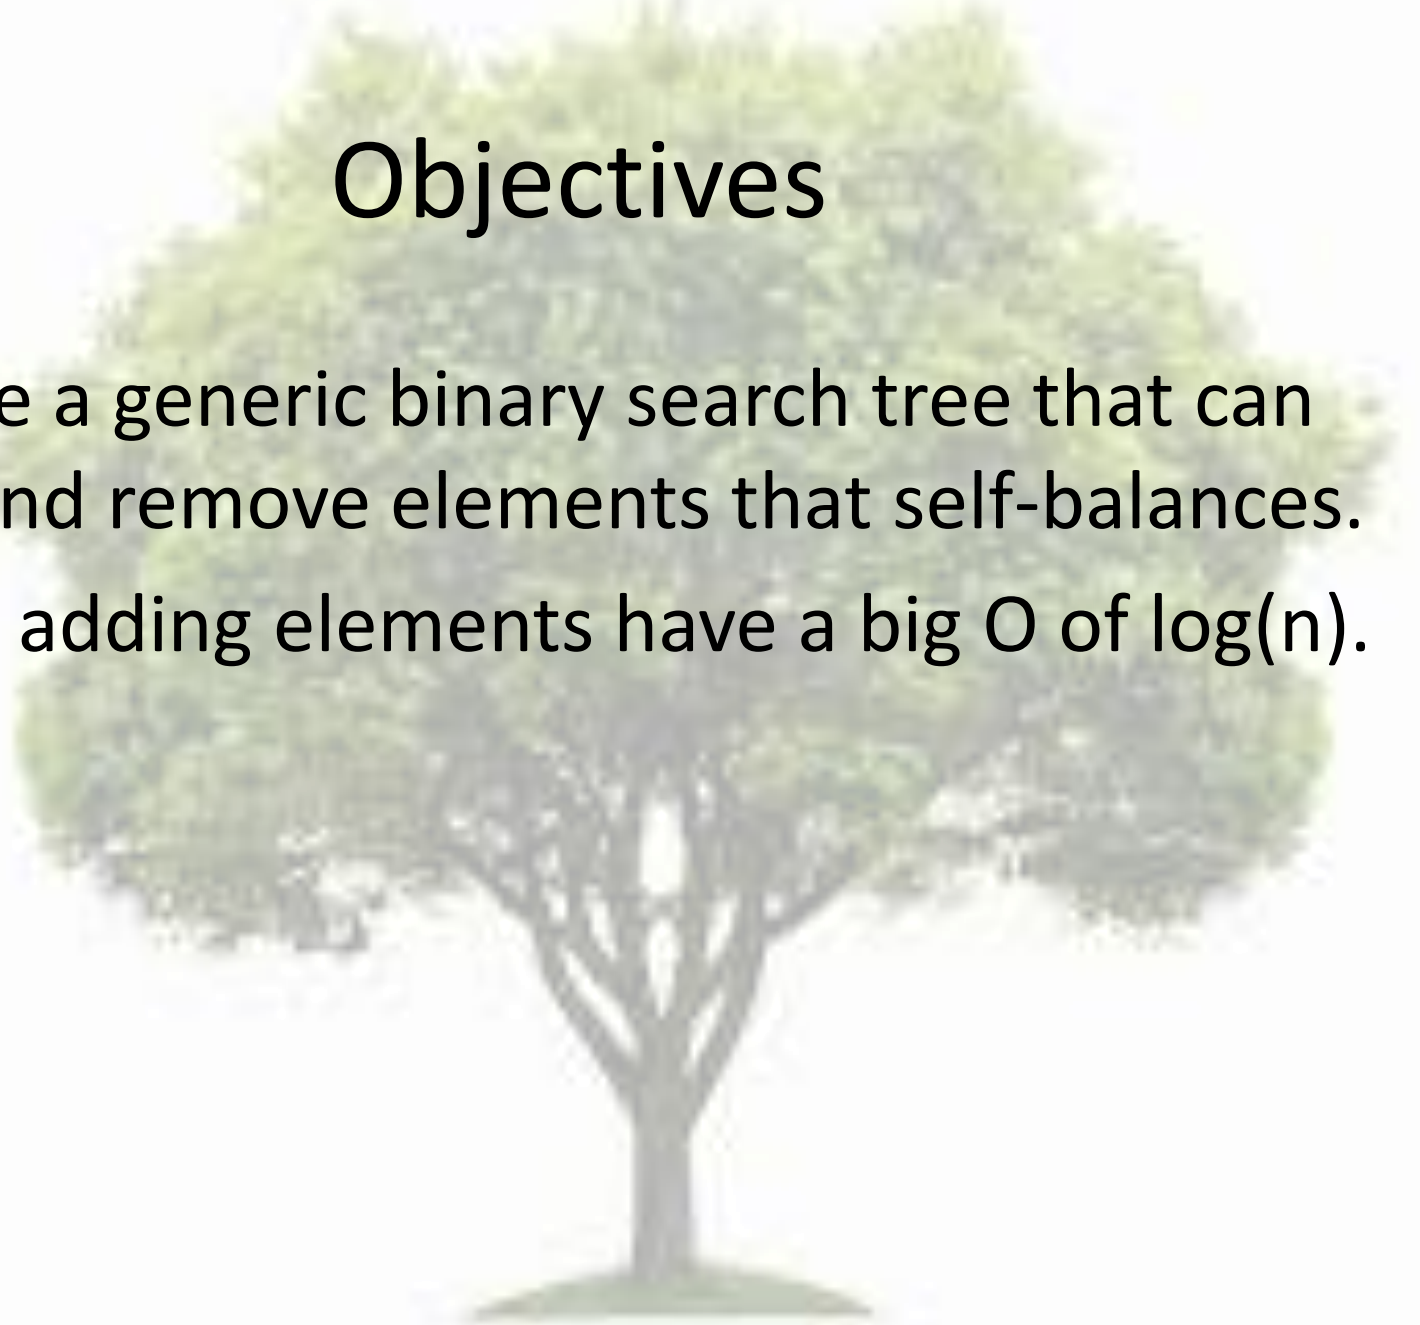 Objectives
e a generic binary search tree that can
nd remove elements that self-balances.
adding elements have a big O of log(n).